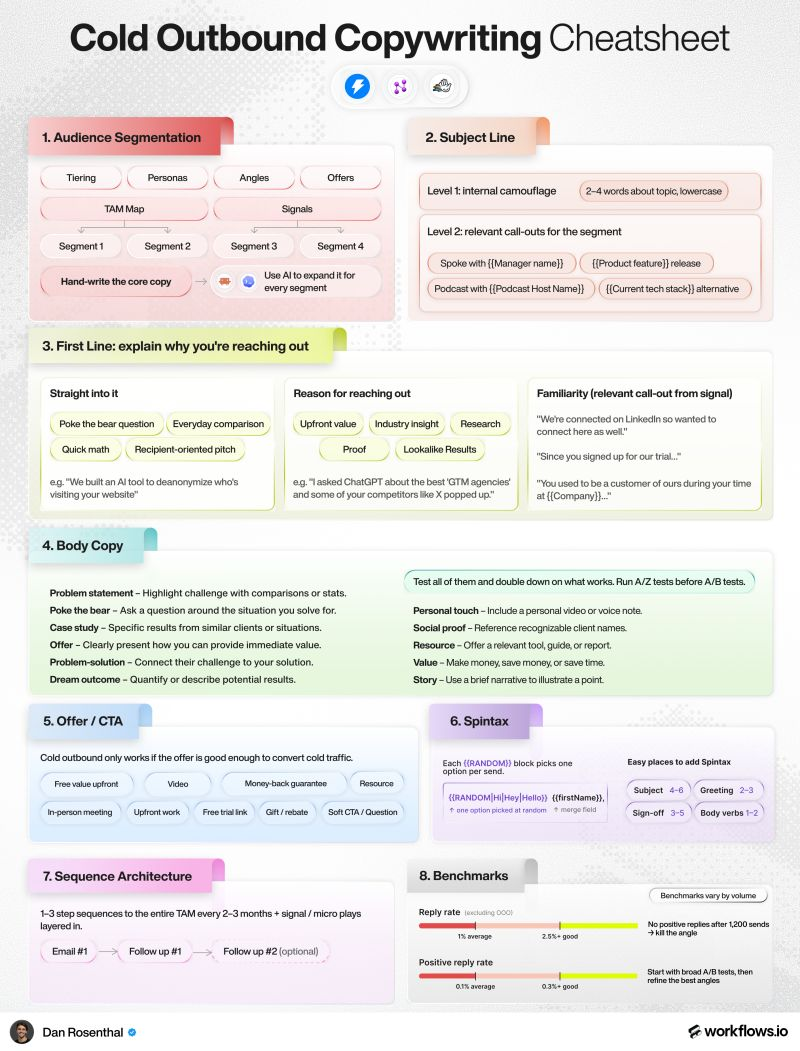 Cold Outbound Copywriting Cheatsheet
1. Audience Segmentation
Tiering
Personas
Angles
Offers
TAM Map
Signals
Segment 1
Segment 2
Segment 3
Segment 4
Hand-write the core copy
Use AI to expand it for
every segment
2. Subject Line
Level 1: internal camouflage
2–4 words about topic, lowercase
Level 2: relevant call-outs for the segment
Spoke with {{Manager name}}
{{Product feature}} release
Podcast with {{Podcast Host Name}}
{{Current tech stack}} alternative
3. First Line: explain why you're reaching out
Straight into it
Poke the bear question
Everyday comparison
Quick math
Recipient-oriented pitch
e.g. "We built an AI tool to deanonymize who's
visiting your website"
Reason for reaching out
Upfront value
Industry insight
Research
Proof
Lookalike Results
e.g. "I asked ChatGPT about the best 'GTM agencies'
and some of your competitors like X popped up."
Familiarity (relevant call-out from signal)
"We're connected on LinkedIn so wanted to
connect here as well."
"Since you signed up for our trial..."
"You used to be a customer of ours during your time
at {{Company}}..."
4. Body Copy
Problem statement – Highlight challenge with comparisons or stats.
Poke the bear – Ask a question around the situation you solve for.
Case study – Specific results from similar clients or situations.
Offer – Clearly present how you can provide immediate value.
Problem-solution – Connect their challenge to your solution.
Dream outcome – Quantify or describe potential results.
Test all of them and double down on what works. Run A/Z tests before A/B tests.
Personal touch – Include a personal video or voice note.
Social proof – Reference recognizable client names.
Resource – Offer a relevant tool, guide, or report.
Value – Make money, save money, or save time.
Story – Use a brief narrative to illustrate a point.
5. Offer / CTA
Cold outbound only works if the offer is good enough to convert cold traffic.
Free value upfront
Video
Money-back guarantee
Resource
In-person meeting
Upfront work
Free trial link
Gift / rebate
Soft CTA / Question
6. Spintax
Each {{RANDOM}} block picks one
option per send.
{{RANDOM|Hi|Hey|Hello}} {{firstName}},
↑ one option picked at random ↑ merge field
Easy places to add Spintax
Subject 4–6
Greeting 2–3
Sign-off 3–5
Body verbs 1–2
7. Sequence Architecture
1–3 step sequences to the entire TAM every 2–3 months + signal / micro plays
layered in.
Email #1
Follow up #1
Follow up #2 (optional)
8. Benchmarks
Benchmarks vary by volume
Reply rate (excluding OOO)
1% average
2.5%+ good
No positive replies after 1,200 sends
→ kill the angle
Positive reply rate
0.1% average
0.3%+ good
Start with broad A/B tests, then
refine the best angles
Dan Rosenthal
workflows.io